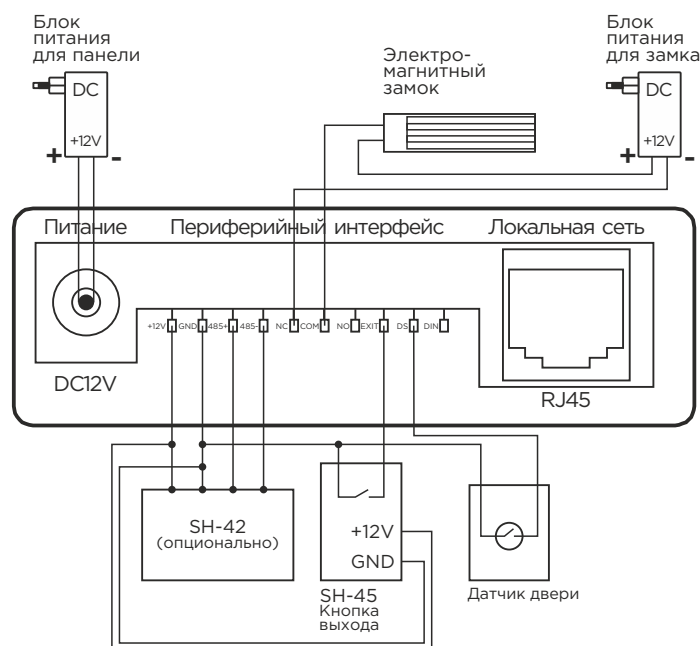 Блок
питания
для панели
DC
+12V
+
-
Электро-
магнитный
замок
Блок
питания
для замка
DC
+12V
+
-
Питание
Периферийный интерфейс
Локальная сеть
+12V GND 485+ 485- NC COM NO EXIT DS DIN
DC12V
RJ45
SH-42
(опционально)
+12V
GND
SH-45
Кнопка
выхода
Датчик двери